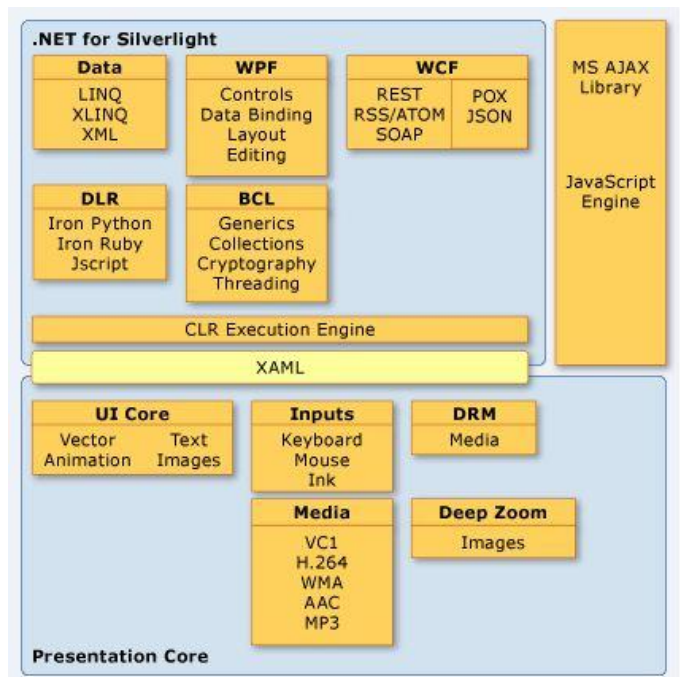 .NET for Silverlight
Data
LINQ
XLINQ
XML
WPF
Controls
Data Binding
Layout
Editing
WCF
REST
RSS/ATOM
SOAP
POX
JSON
MS AJAX
Library
JavaScript
Engine
DLR
Iron Python
Iron Ruby
Jscript
BCL
Generics
Collections
Cryptography
Threading
CLR Execution Engine
XAML
UI Core
Vector Text
Animation Images
Inputs
Keyboard
Mouse
Ink
DRM
Media
Media
VC1
H.264
WMA
AAC
MP3
Deep Zoom
Images
Presentation Core